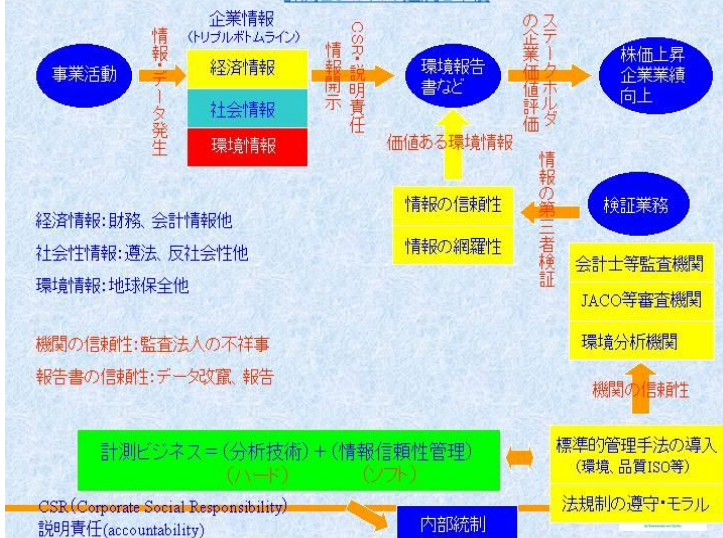 企業情報
(トリプルボトムライン)
事業活動
情報・データ発生
経済情報
社会情報
環境情報
CSR・説明責任
情報開示
環境報告
書など
ステークホルダ
の企業価値評価
株価上昇
企業業績
向上
価値ある環境情報
情報の信頼性
情報の網羅性
情報の第三者検証
検証業務
会計士等監査機関
JACO等審査機関
環境分析機関
機関の信頼性
経済情報:財務、会計情報他
社会性情報:遵法、反社会性他
環境情報:地球保全他
機関の信頼性:監査法人の不祥事
報告書の信頼性:データ改竄、報告
計測ビジネス=(分析技術)+(情報信頼性管理)
(ハード) (ソフト)
標準的管理手法の導入
(環境、品質ISO等)
法規制の遵守・モラル
CSR(Corporate Social Responsibility)
説明責任(accountability)
内部統制